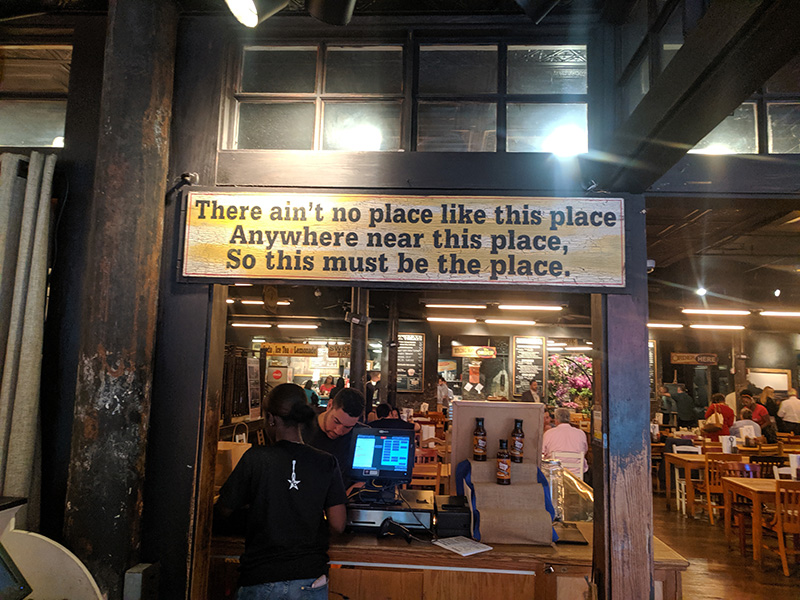 There ain't no place like this place
Anywhere near this place,
So this must be the place.